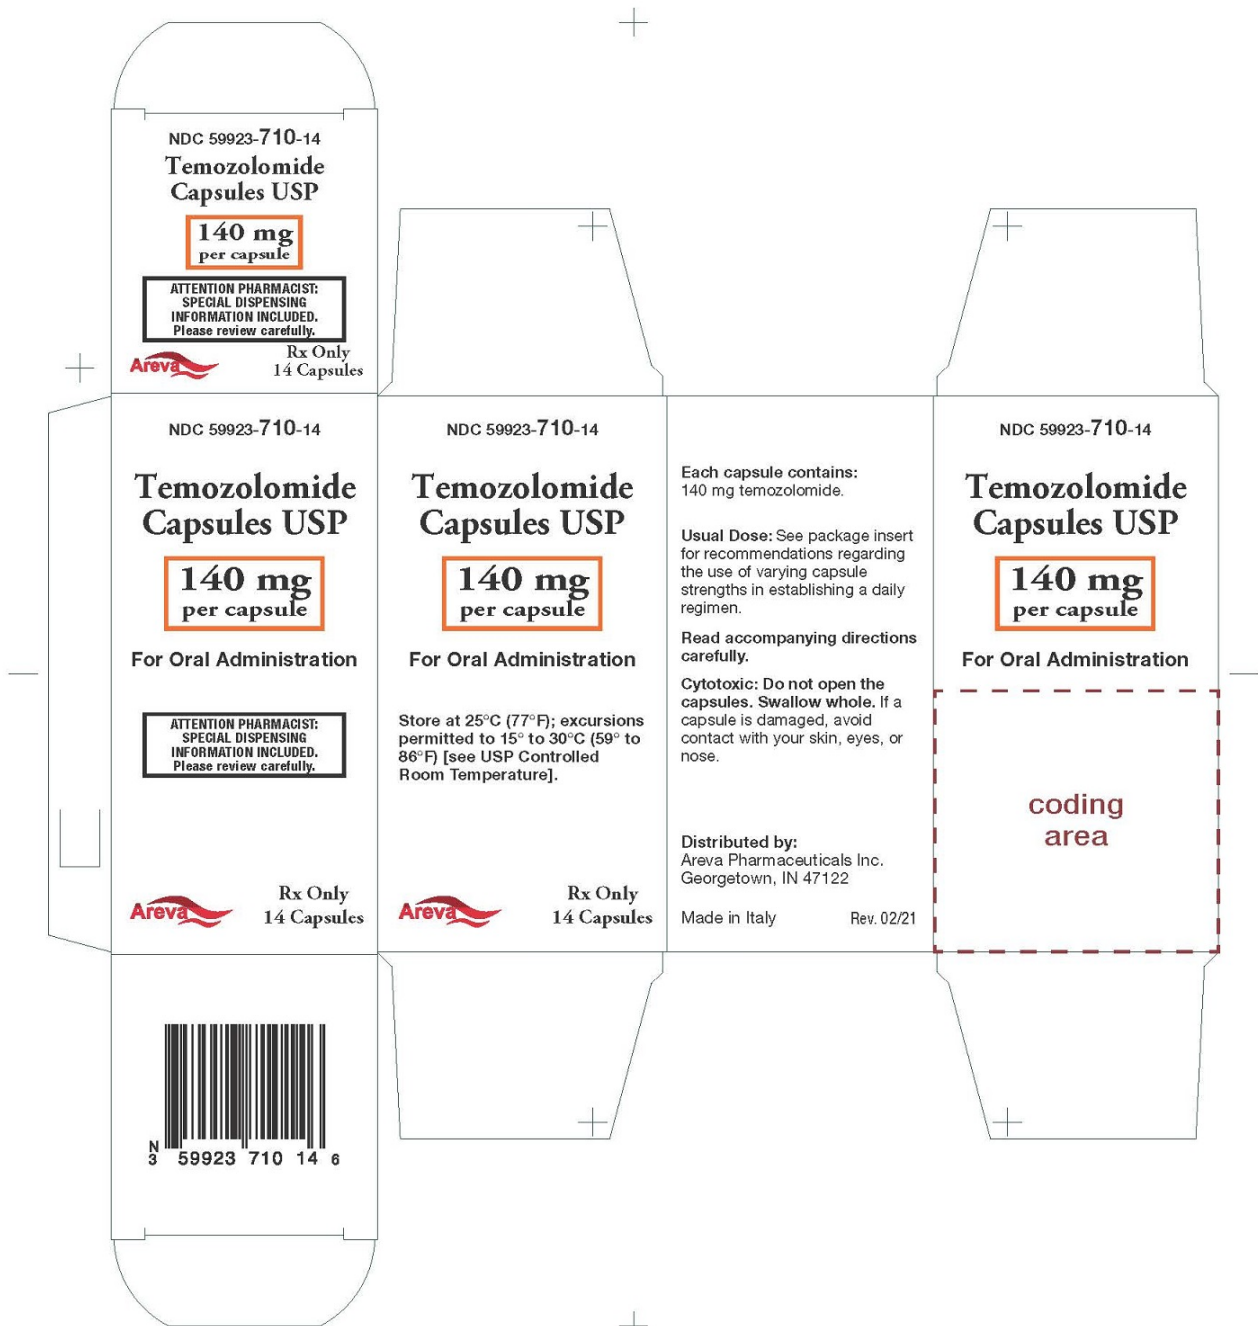 NDC 59923-710-14
Temozolomide
Capsules USP
140 mg
per capsule
ATTENTION PHARMACIST:
SPECIAL DISPENSING
INFORMATION INCLUDED.
Please review carefully.
Areva
Rx Only
14 Capsules
NDC 59923-710-14
Temozolomide
Capsules USP
140 mg
per capsule
For Oral Administration
ATTENTION PHARMACIST:
SPECIAL DISPENSING
INFORMATION INCLUDED.
Please review carefully.
Areva
Rx Only
14 Capsules
NDC 59923-710-14
Temozolomide
Capsules USP
140 mg
per capsule
For Oral Administration
Store at 25°C (77°F); excursions
permitted to 15° to 30°C (59° to
86°F) [see USP Controlled
Room Temperature].
Areva
Rx Only
14 Capsules
Each capsule contains:
140 mg temozolomide.
Usual Dose: See package insert
for recommendations regarding
the use of varying capsule
strengths in establishing a daily
regimen.
Read accompanying directions
carefully.
Cytotoxic: Do not open the
capsules. Swallow whole. If a
capsule is damaged, avoid
contact with your skin, eyes, or
nose.
Distributed by:
Areva Pharmaceuticals Inc.
Georgetown, IN 47122
Made in Italy Rev. 02/21
NDC 59923-710-14
Temozolomide
Capsules USP
140 mg
per capsule
For Oral Administration
coding
area
N
3 59923 710 14 6